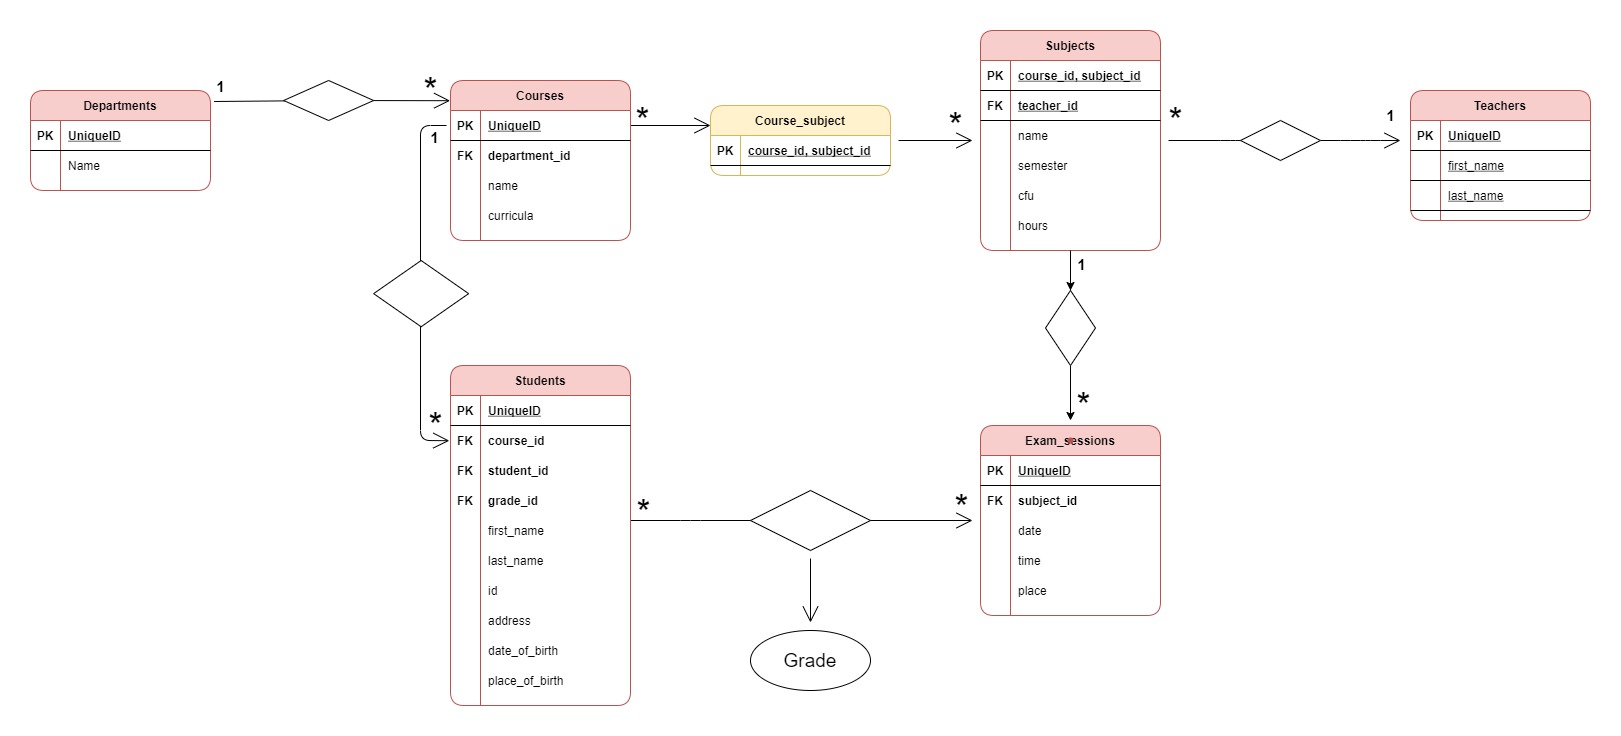 Departments
PK UniqueID
Name
1
*
Courses
PK UniqueID
FK department_id
name
curricula
1
*
Course_subject
PK course_id, subject_id
*
Subjects
PK course_id, subject_id
FK teacher_id
name
semester
cfu
hours
*
1
Teachers
PK UniqueID
first_name
last_name
1
*
*
Students
PK UniqueID
FK course_id
FK student_id
FK grade_id
first_name
last_name
id
address
date_of_birth
place_of_birth
*
*
Grade
Exam_sessions
PK UniqueID
FK subject_id
date
time
place